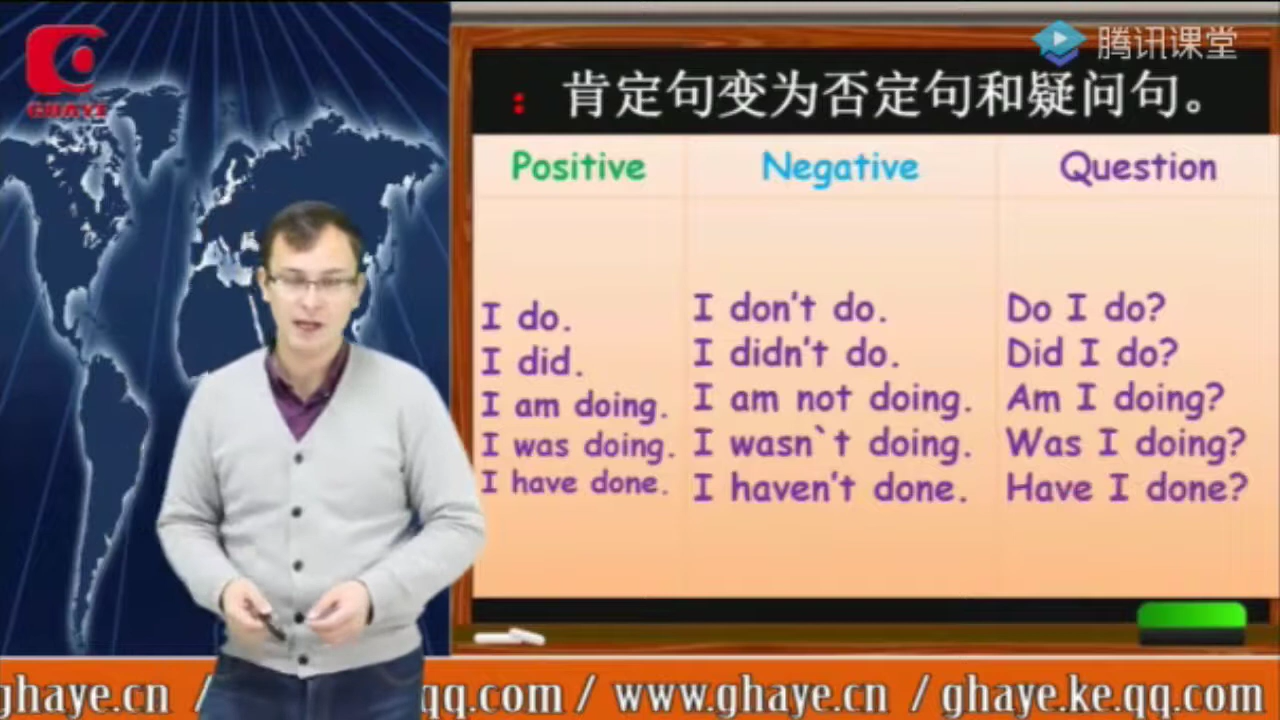 GHAYE
腾讯课堂
： 肯定句变为否定句和疑问句。
Positive Negative Question
I do. I don't do. Do I do?
I did. I didn't do. Did I do?
I am doing. I am not doing. Am I doing?
I was doing. I wasn`t doing. Was I doing?
I have done. I haven't done. Have I done?
ghaye.cn / .qq.com / www.ghaye.cn / ghaye.ke.qq.com